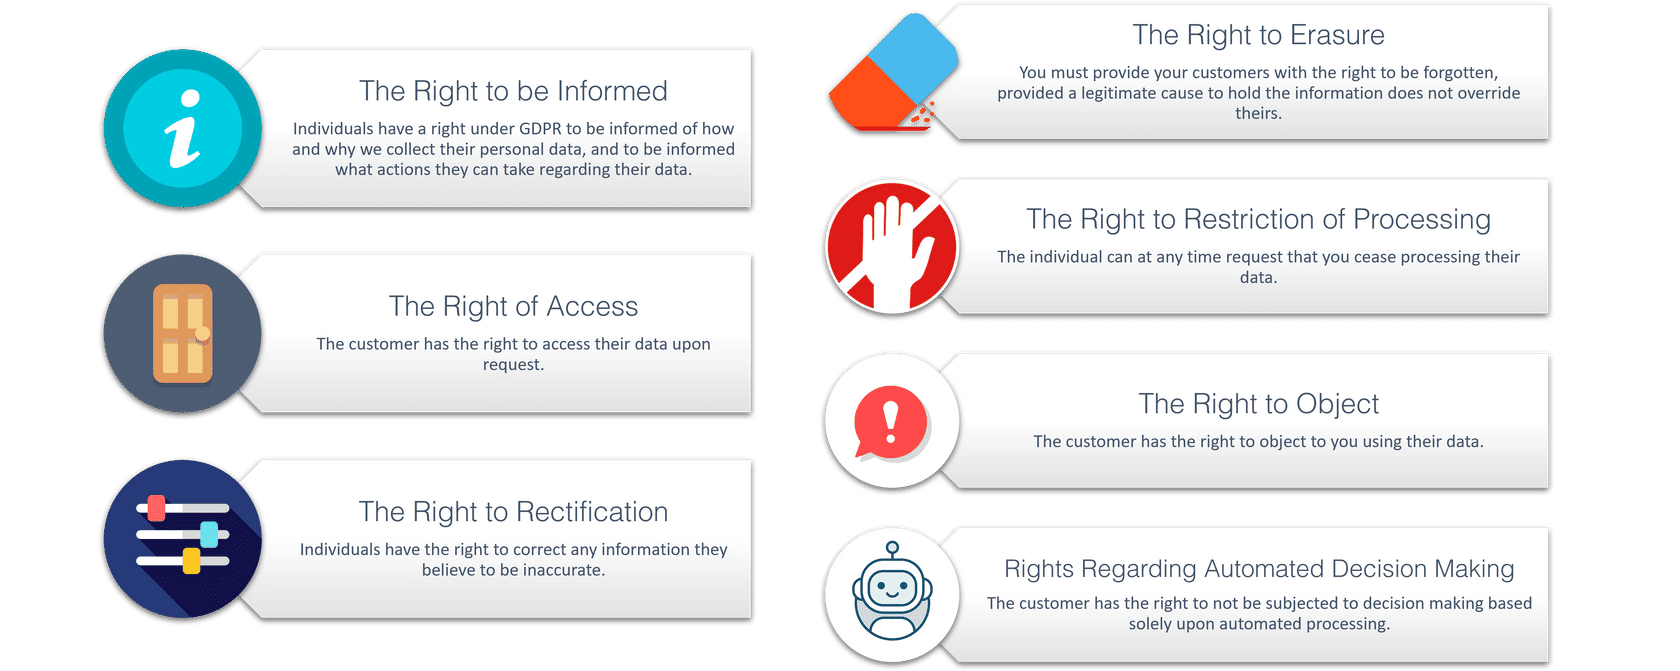 The Right to be Informed
Individuals have a right under GDPR to be informed of how
and why we collect their personal data, and to be informed
what actions they can take regarding their data.
The Right of Access
The customer has the right to access their data upon
request.
The Right to Rectification
Individuals have the right to correct any information they
believe to be inaccurate.
The Right to Erasure
You must provide your customers with the right to be forgotten,
provided a legitimate cause to hold the information does not override
theirs.
The Right to Restriction of Processing
The individual can at any time request that you cease processing their
data.
The Right to Object
The customer has the right to object to you using their data.
Rights Regarding Automated Decision Making
The customer has the right to not be subjected to decision making based
solely upon automated processing.